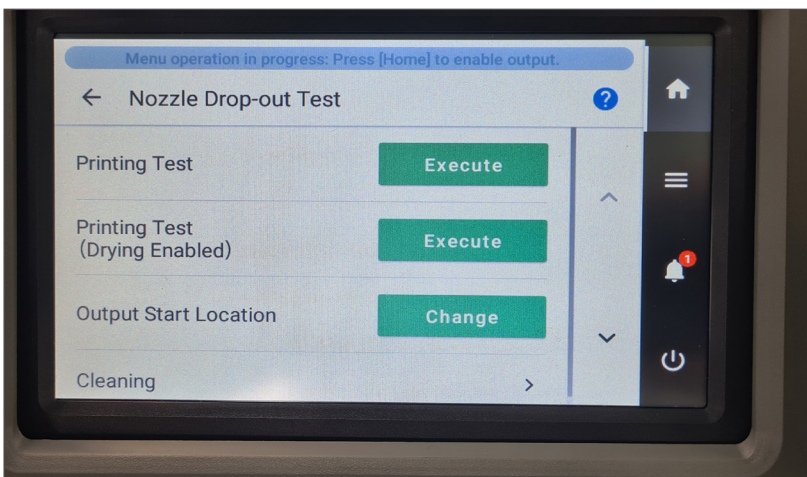 Menu operation in progress: Press [Home] to enable output.
Nozzle Drop-out Test
?
Printing Test
Execute
Printing Test
(Drying Enabled)
Execute
Output Start Location
Change
Cleaning
1